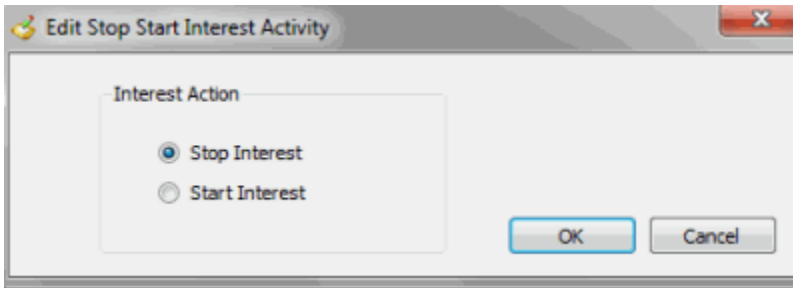 Edit Stop Start Interest Activity
Interest Action
Stop Interest
Start Interest
OK Cancel